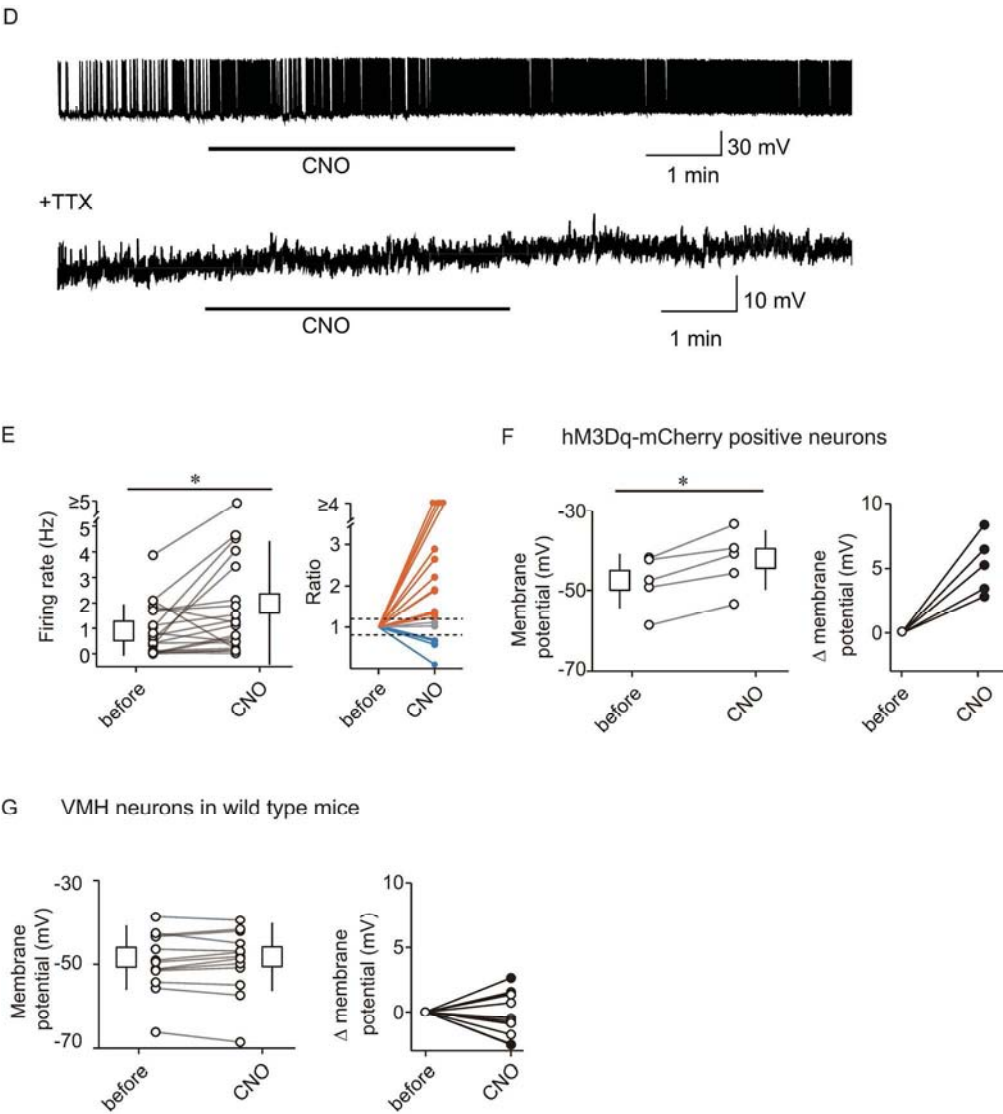 D
CNO
30 mV
1 min
+TTX
CNO
10 mV
1 min
E
*
Firing rate (Hz)
≥5
5
4
3
2
1
0
before
CNO
Ratio
≥4
3
2
1
before
CNO
F hM3Dq-mCherry positive neurons
*
Membrane
potential (mV)
-30
-50
-70
before
CNO
Δ membrane
potential (mV)
10
5
0
before
CNO
G VMH neurons in wild type mice
Membrane
potential (mV)
-30
-50
-70
before
CNO
Δ membrane
potential (mV)
10
5
0
before
CNO